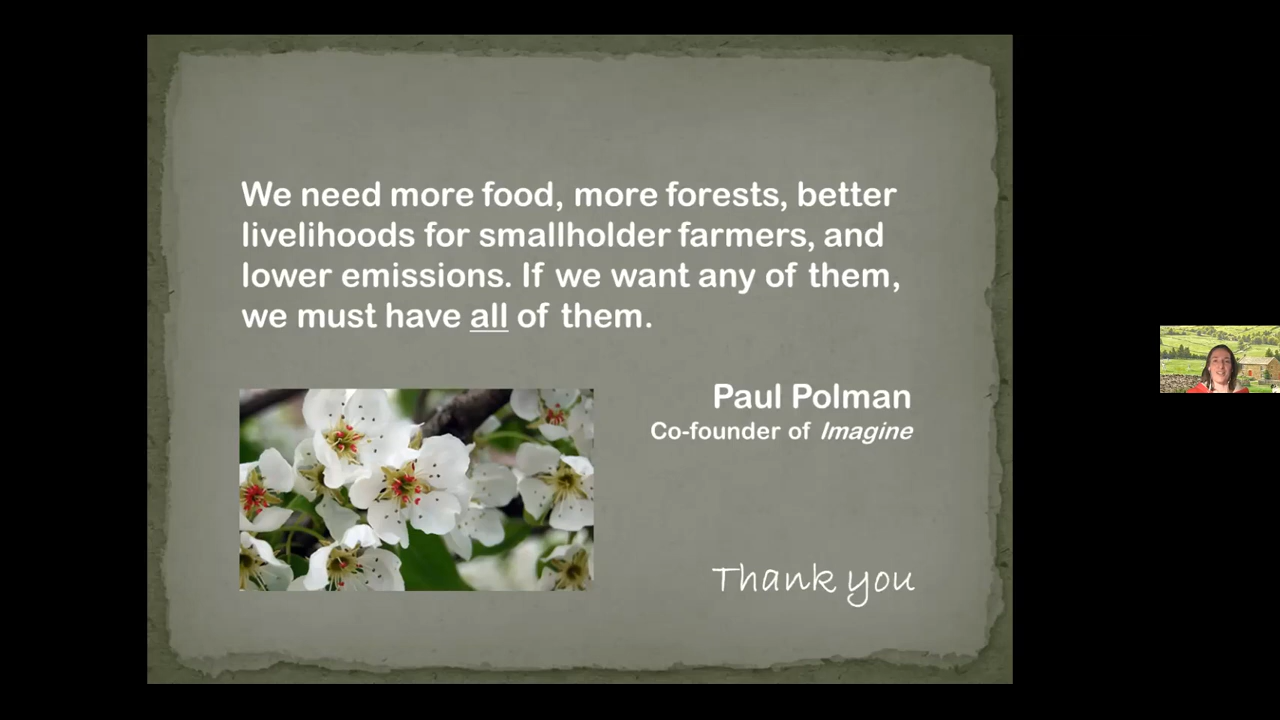 We need more food, more forests, better
livelihoods for smallholder farmers, and
lower emissions. If we want any of them,
we must have all of them.
Paul Polman
Co-founder of Imagine
Thank you